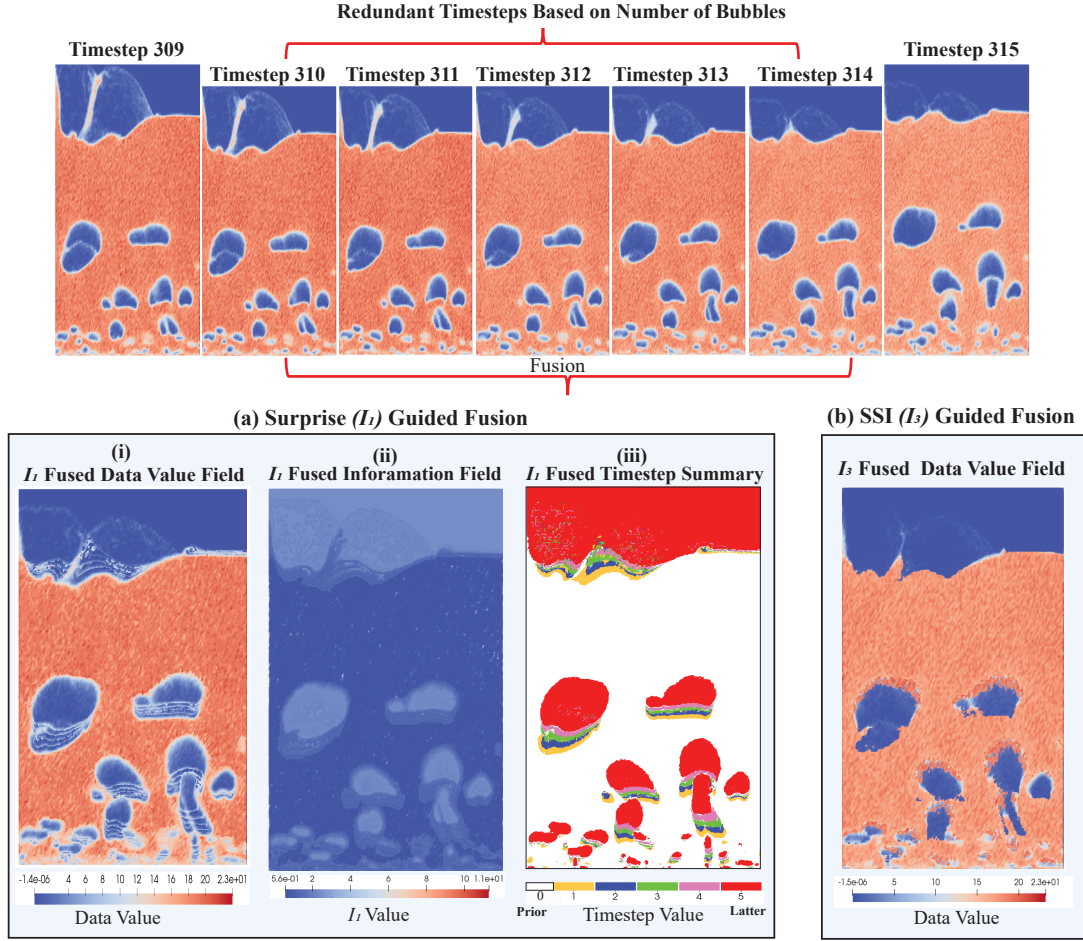 Redundant Timesteps Based on Number of Bubbles
Timestep 309
Timestep 310
Timestep 311
Timestep 312
Timestep 313
Timestep 314
Timestep 315
Fusion
(a) Surprise (I₁) Guided Fusion
(i)
I₁ Fused Data Value Field
(ii)
I₁ Fused Inforamation Field
(iii)
I₁ Fused Timestep Summary
-1.4e-06 4 6 8 10 12 14 16 20 2.3e+01
Data Value
5.6e-01 4 6 8 10 1.1e+01
I₁ Value
0 1 2 3 4 5
Prior Latter
Timestep Value
(b) SSI (I₃) Guided Fusion
I₃ Fused Data Value Field
-1.5e-06 5 10 15 20 2.3e+01
Data Value